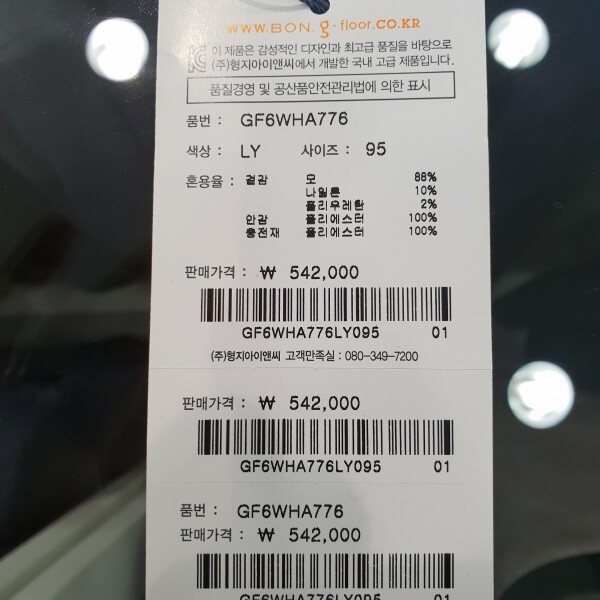 www.BON.g-floor.co.KR
이 제품은 감성적인 디자인과 최고급 품질을 바탕으로
(주)형지아이앤씨에서 개발한 국내 고급 제품입니다.
품질경영 및 공산품안전관리법에 의한 표시
품번 : GF6WHA776
색상 : LY 사이즈 : 95
혼용율 : 겉감 모 88%
나일론 10%
폴리우레탄 2%
안감 폴리에스터 100%
충전재 폴리에스터 100%
판매가격 : ₩ 542,000
GF6WHA776LY095 01
(주)형지아이앤씨 고객만족실 : 080-349-7200
판매가격 : ₩ 542,000
GF6WHA776LY095 01
품번 : GF6WHA776
판매가격 : ₩ 542,000
GF6WHA776LY095 01